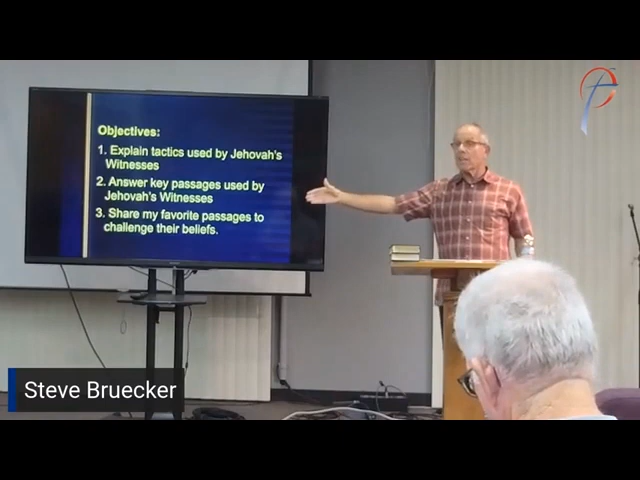 Objectives:
1. Explain tactics used by Jehovah's
Witnesses
2. Answer key passages used by
Jehovah's Witnesses
3. Share my favorite passages to
challenge their beliefs.
Steve Bruecker